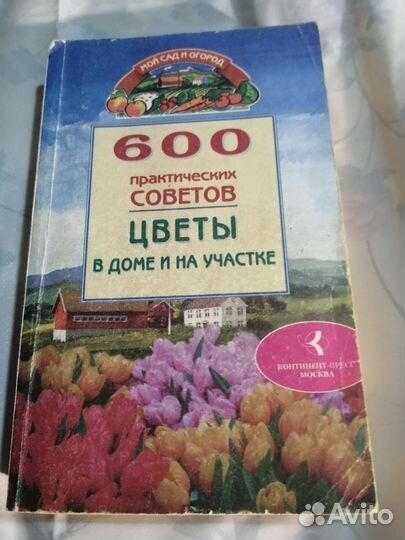 МОЙ САД И ОГОРОД
600
практических
СОВЕТОВ
ЦВЕТЫ
В ДОМЕ И НА УЧАСТКЕ
КОНТИНЕНТ-ПРЕСС
МОСКВА
Avito